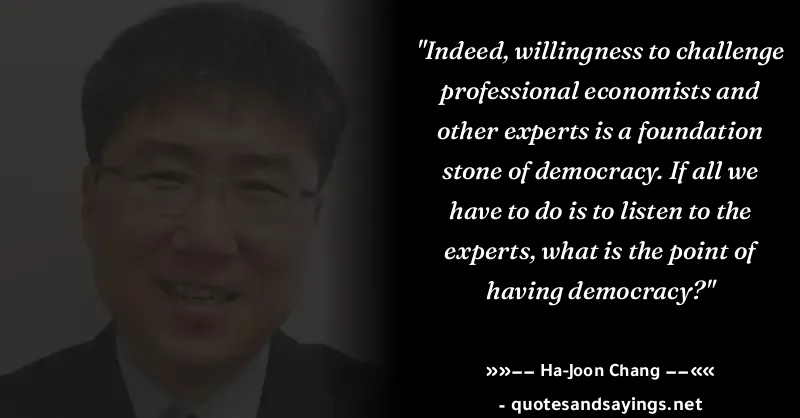 "Indeed, willingness to challenge
professional economists and
other experts is a foundation
stone of democracy. If all we
have to do is to listen to the
experts, what is the point of
having democracy?"
»»−− Ha-Joon Chang −−««
- quotesandsayings.net